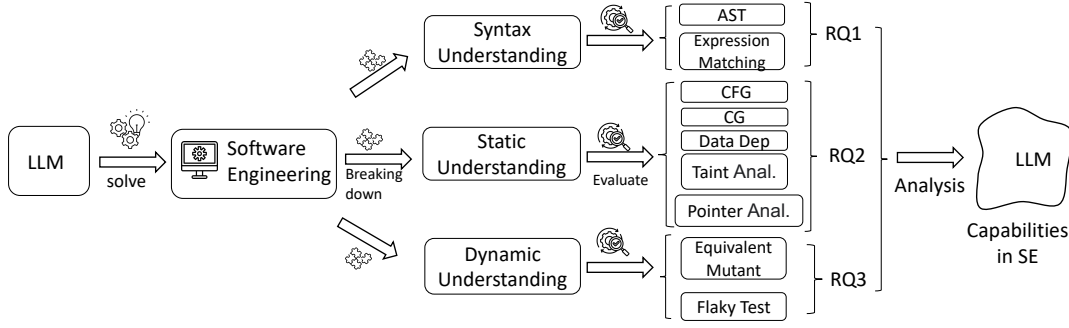 LLM
solve
Software
Engineering
Breaking
down
Syntax
Understanding
AST
Expression
Matching
RQ1
Static
Understanding
Evaluate
CFG
CG
Data Dep
Taint Anal.
Pointer Anal.
RQ2
Dynamic
Understanding
Equivalent
Mutant
Flaky Test
RQ3
Analysis
LLM
Capabilities
in SE